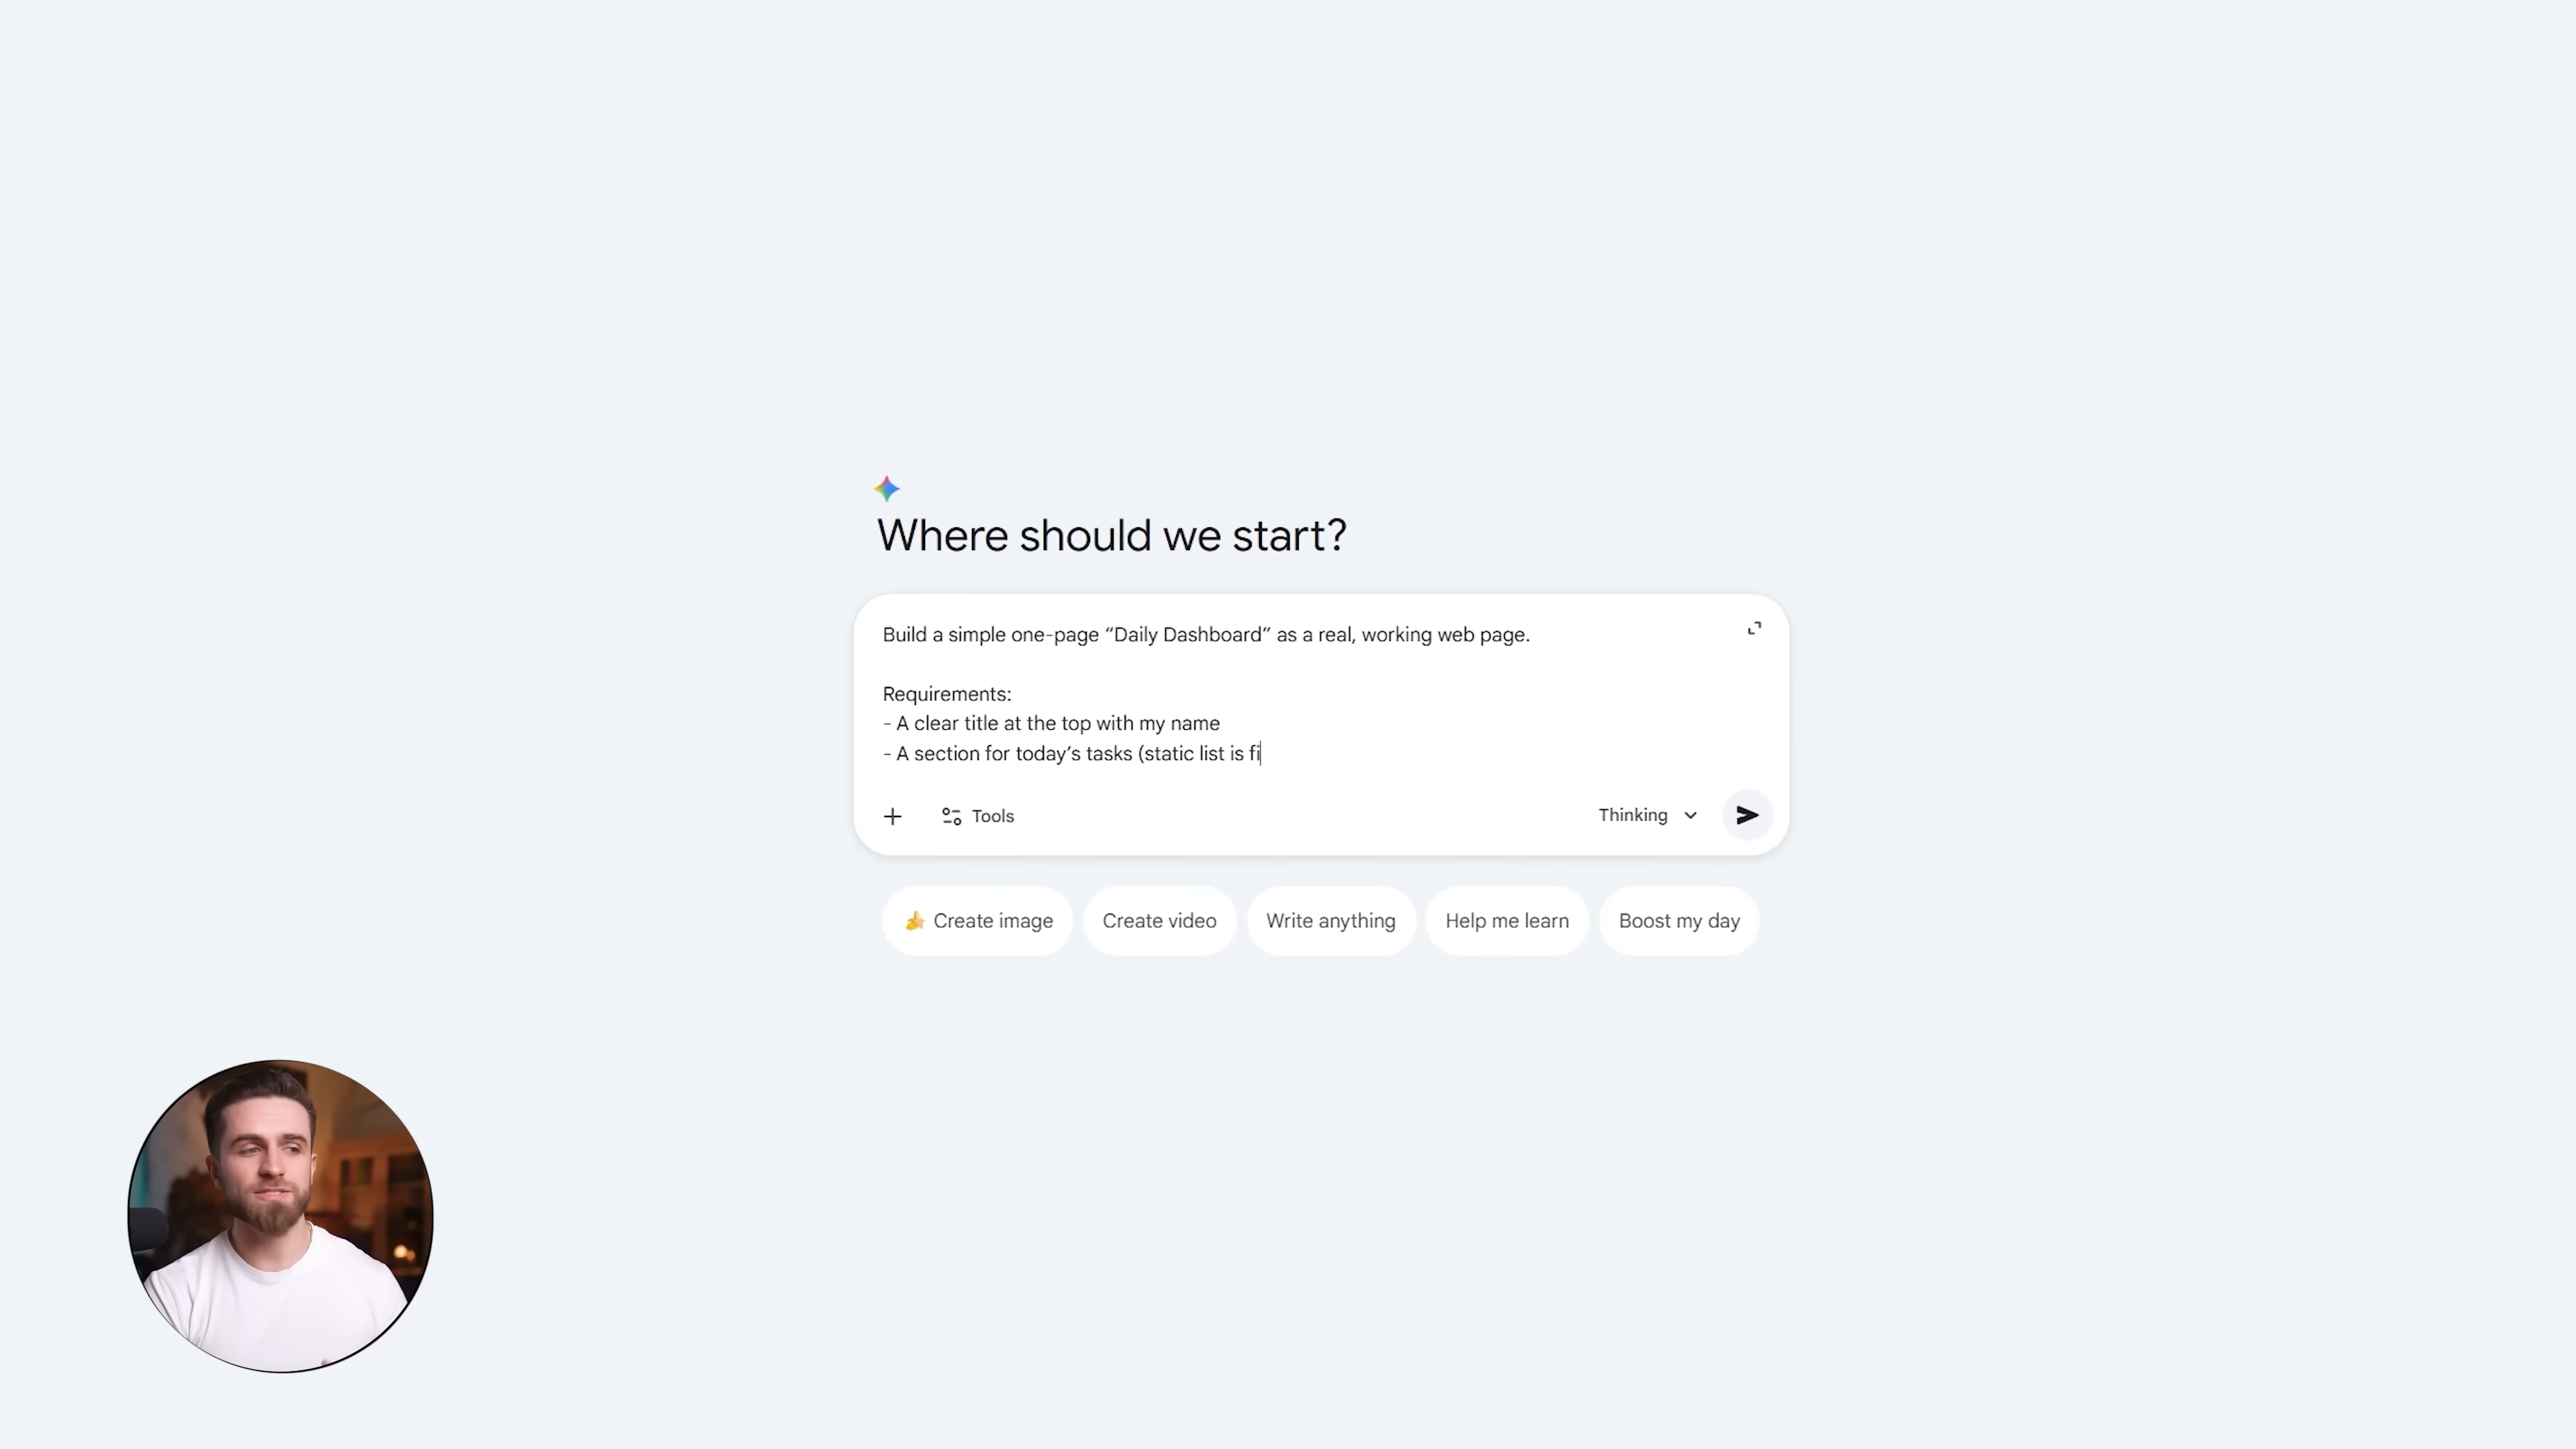 Where should we start?
Build a simple one-page “Daily Dashboard” as a real, working web page.
Requirements:
- A clear title at the top with my name
- A section for today’s tasks (static list is fi
Tools
Thinking
Create image
Create video
Write anything
Help me learn
Boost my day